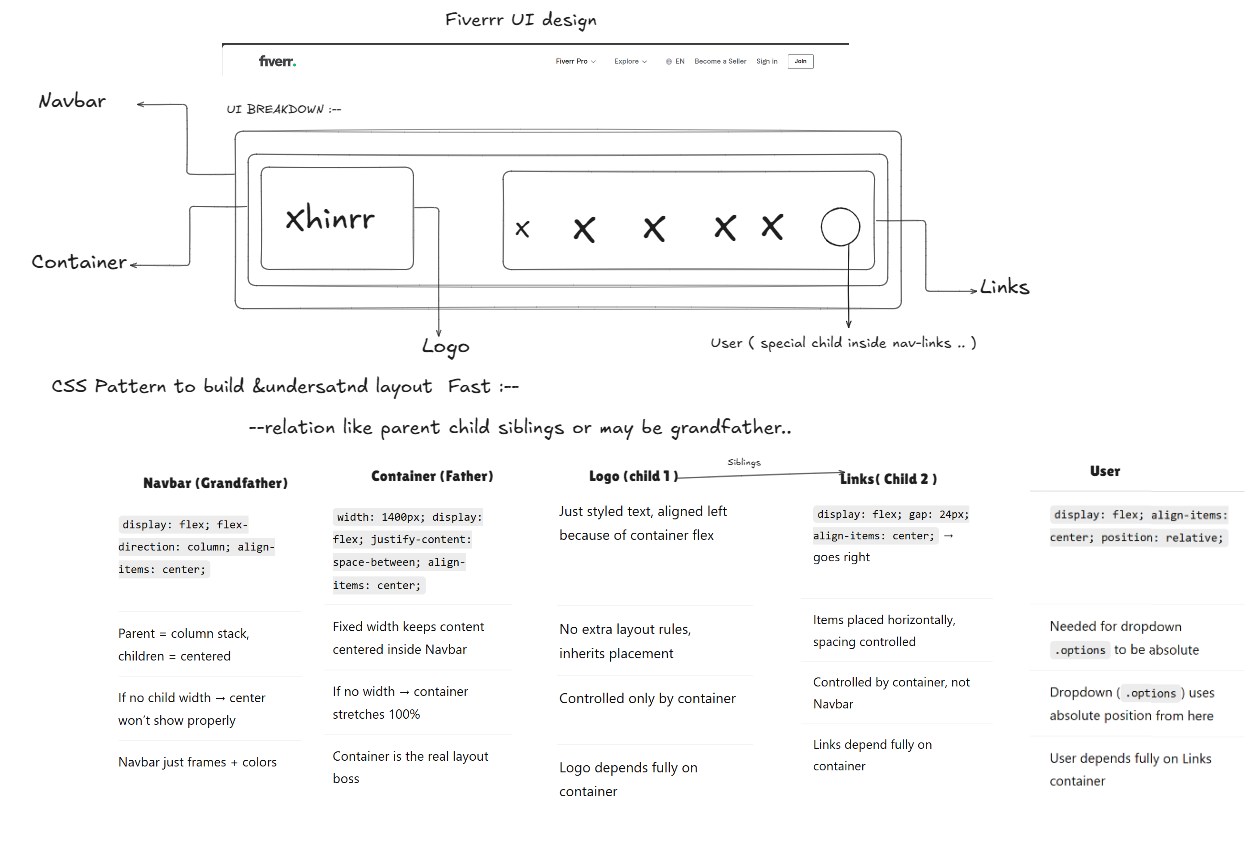 Fiverrr UI design
fiverr.
Fiverr Pro
Explore
EN
Become a Seller
Sign in
Join
Navbar
UI BREAKDOWN :--
xhinrr
x x x x x
Container
Links
Logo
User ( special child inside nav-links .. )
CSS Pattern to build &undersatnd layout Fast :--
--relation like parent child siblings or may be grandfather..
Navbar (Grandfather)
display: flex; flex-
direction: column; align-
items: center;
Parent = column stack,
children = centered
If no child width → center
won't show properly
Navbar just frames + colors
Container (Father)
width: 1400px; display:
flex; justify-content:
space-between; align-
items: center;
Fixed width keeps content
centered inside Navbar
If no width → container
stretches 100%
Container is the real layout
boss
Logo (child 1 )
Siblings
Just styled text, aligned left
because of container flex
No extra layout rules,
inherits placement
Controlled only by container
Logo depends fully on
container
Links( Child 2 )
display: flex; gap: 24px;
align-items: center; →
goes right
Items placed horizontally,
spacing controlled
Controlled by container, not
Navbar
Links depend fully on
container
User
display: flex; align-items:
center; position: relative;
Needed for dropdown
.options to be absolute
Dropdown ( .options ) uses
absolute position from here
User depends fully on Links
container